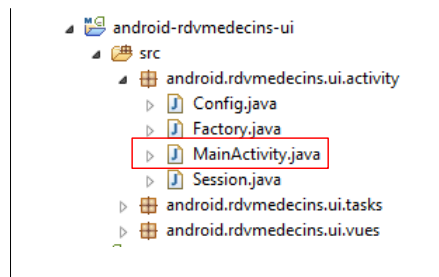 android-rdvmedecins-ui
src
android.rdvmedecins.ui.activity
Config.java
Factory.java
MainActivity.java
Session.java
android.rdvmedecins.ui.tasks
android.rdvmedecins.ui.vues